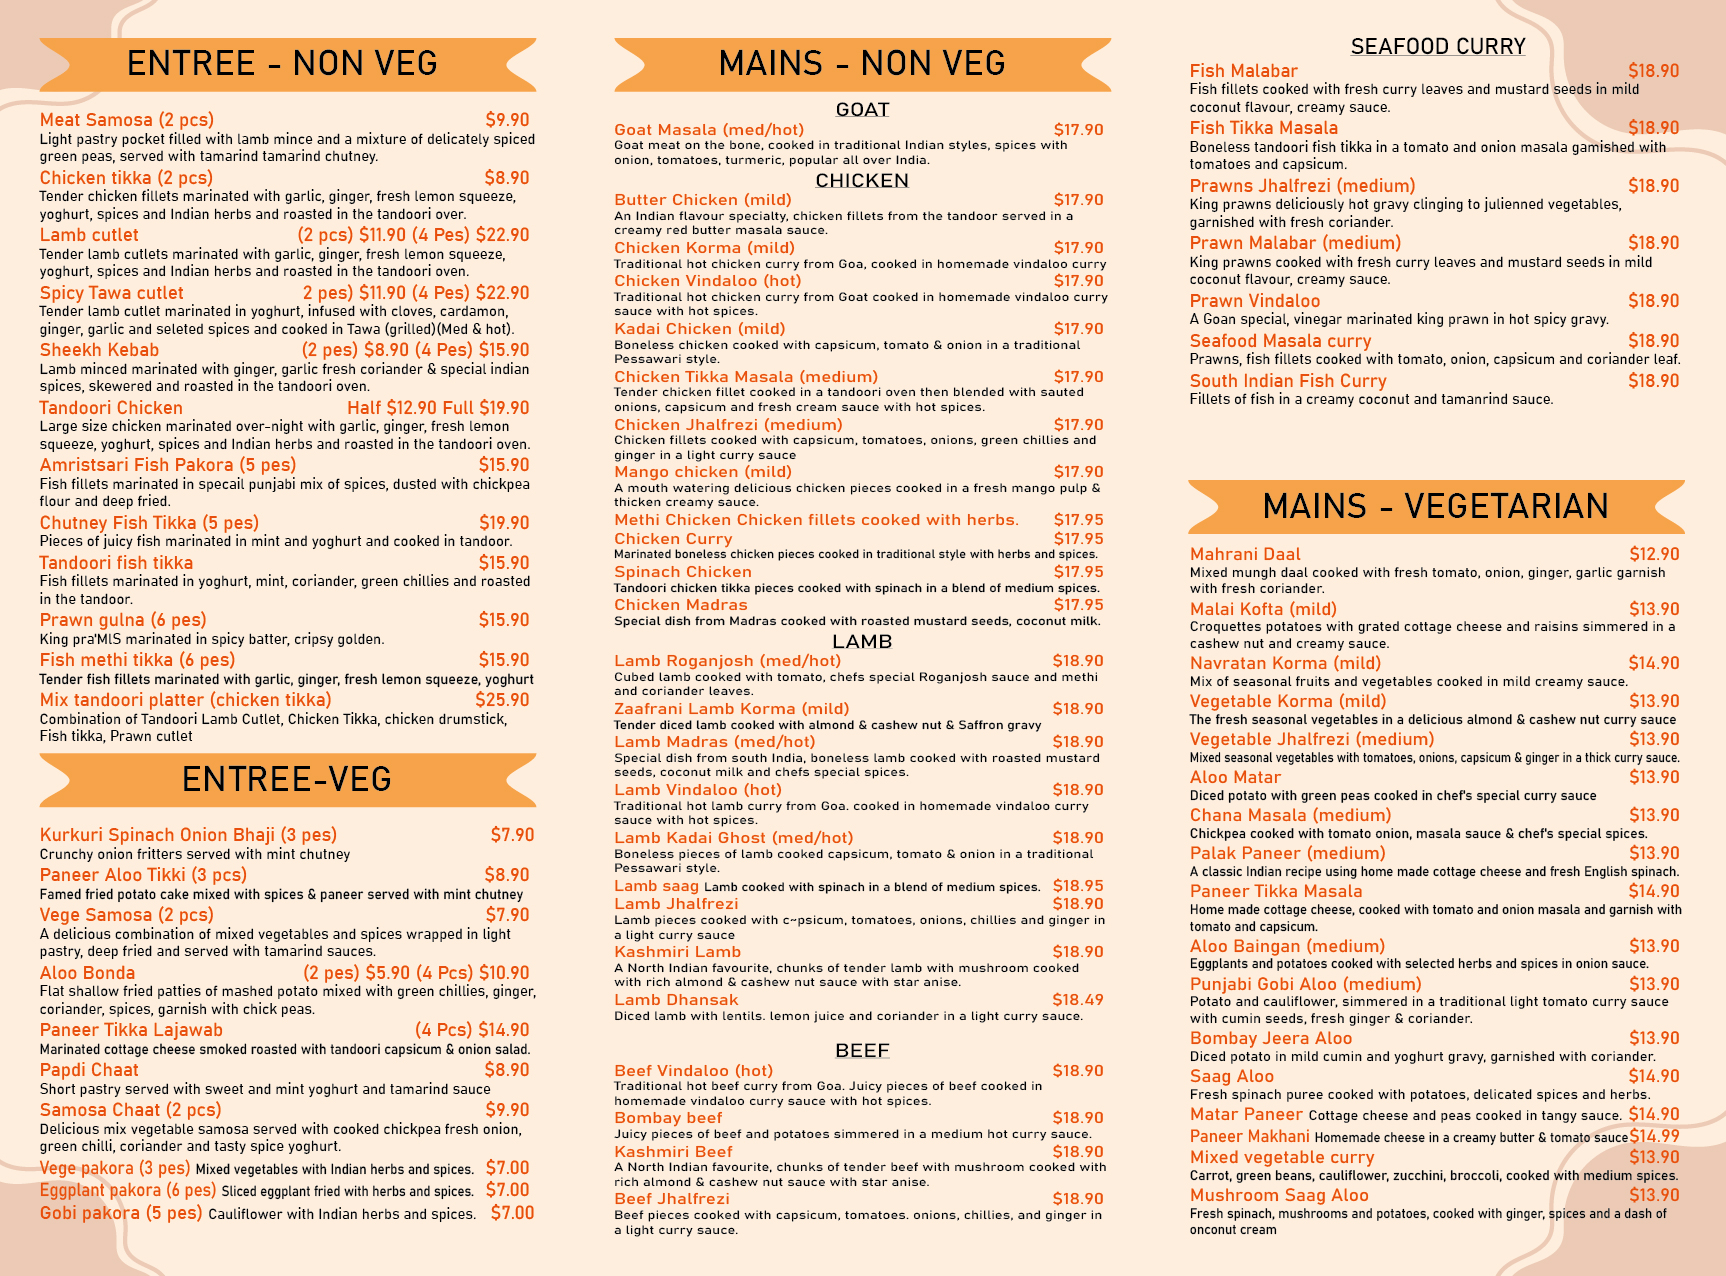 ENTREE - NON VEG
Meat Samosa (2 pcs) $9.90
Light pastry pocket filled with lamb mince and a mixture of delicately spiced
green peas, served with tamarind tamarind chutney.
Chicken tikka (2 pcs) $8.90
Tender chicken fillets marinated with garlic, ginger, fresh lemon squeeze,
yoghurt, spices and Indian herbs and roasted in the tandoori over.
Lamb cutlet (2 pcs) $11.90 (4 Pes) $22.90
Tender lamb cutlets marinated with garlic, ginger, fresh lemon squeeze,
yoghurt, spices and Indian herbs and roasted in the tandoori oven.
Spicy Tawa cutlet 2 pes) $11.90 (4 Pes) $22.90
Tender lamb cutlet marinated in yoghurt, infused with cloves, cardamon,
ginger, garlic and seleted spices and cooked in Tawa (grilled)(Med & hot).
Sheekh Kebab (2 pes) $8.90 (4 Pes) $15.90
Lamb minced marinated with ginger, garlic fresh coriander & special indian
spices, skewered and roasted in the tandoori oven.
Tandoori Chicken Half $12.90 Full $19.90
Large size chicken marinated over-night with garlic, ginger, fresh lemon
squeeze, yoghurt, spices and Indian herbs and roasted in the tandoori oven.
Amristsari Fish Pakora (5 pes) $15.90
Fish fillets marinated in specail punjabi mix of spices, dusted with chickpea
flour and deep fried.
Chutney Fish Tikka (5 pes) $19.90
Pieces of juicy fish marinated in mint and yoghurt and cooked in tandoor.
Tandoori fish tikka $15.90
Fish fillets marinated in yoghurt, mint, coriander, green chillies and roasted
in the tandoor.
Prawn gulna (6 pes) $15.90
King pra'MlS marinated in spicy batter, cripsy golden.
Fish methi tikka (6 pes) $15.90
Tender fish fillets marinated with garlic, ginger, fresh lemon squeeze, yoghurt
Mix tandoori platter (chicken tikka) $25.90
Combination of Tandoori Lamb Cutlet, Chicken Tikka, chicken drumstick,
Fish tikka, Prawn cutlet
ENTREE-VEG
Kurkuri Spinach Onion Bhaji (3 pes) $7.90
Crunchy onion fritters served with mint chutney
Paneer Aloo Tikki (3 pcs) $8.90
Famed fried potato cake mixed with spices & paneer served with mint chutney
Vege Samosa (2 pcs) $7.90
A delicious combination of mixed vegetables and spices wrapped in light
pastry, deep fried and served with tamarind sauces.
Aloo Bonda (2 pes) $5.90 (4 Pcs) $10.90
Flat shallow fried patties of mashed potato mixed with green chillies, ginger,
coriander, spices, garnish with chick peas.
Paneer Tikka Lajawab (4 Pcs) $14.90
Marinated cottage cheese smoked roasted with tandoori capsicum & onion salad.
Papdi Chaat $8.90
Short pastry served with sweet and mint yoghurt and tamarind sauce
Samosa Chaat (2 pcs) $9.90
Delicious mix vegetable samosa served with cooked chickpea fresh onion,
green chilli, coriander and tasty spice yoghurt.
Vege pakora (3 pes) Mixed vegetables with Indian herbs and spices. $7.00
Eggplant pakora (6 pes) Sliced eggplant fried with herbs and spices. $7.00
Gobi pakora (5 pes) Cauliflower with Indian herbs and spices. $7.00
MAINS - NON VEG
GOAT
Goat Masala (med/hot) $17.90
Goat meat on the bone, cooked in traditional Indian styles, spices with
onion, tomatoes, turmeric, popular all over India.
CHICKEN
Butter Chicken (mild) $17.90
An Indian flavour specialty, chicken fillets from the tandoor served in a
creamy red butter masala sauce.
Chicken Korma (mild) $17.90
Traditional hot chicken curry from Goa, cooked in homemade vindaloo curry
Chicken Vindaloo (hot) $17.90
Traditional hot chicken curry from Goat cooked in homemade vindaloo curry
sauce with hot spices.
Kadai Chicken (mild) $17.90
Boneless chicken cooked with capsicum, tomato & onion in a traditional
Pessawari style.
Chicken Tikka Masala (medium) $17.90
Tender chicken fillet cooked in a tandoori oven then blended with sauted
onions, capsicum and fresh cream sauce with hot spices.
Chicken Jhalfrezi (medium) $17.90
Chicken fillets cooked with capsicum, tomatoes, onions, green chillies and
ginger in a light curry sauce
Mango chicken (mild) $17.90
A mouth watering delicious chicken pieces cooked in a fresh mango pulp &
thicken creamy sauce.
Methi Chicken Chicken fillets cooked with herbs. $17.95
Chicken Curry $17.95
Marinated boneless chicken pieces cooked in traditional style with herbs and spices.
Spinach Chicken $17.95
Tandoori chicken tikka pieces cooked with spinach in a blend of medium spices.
Chicken Madras $17.95
Special dish from Madras cooked with roasted mustard seeds, coconut milk.
LAMB
Lamb Roganjosh (med/hot) $18.90
Cubed lamb cooked with tomato, chefs special Roganjosh sauce and methi
and coriander leaves.
Zaafrani Lamb Korma (mild) $18.90
Tender diced lamb cooked with almond & cashew nut & Saffron gravy
Lamb Madras (med/hot) $18.90
Special dish from south India, boneless lamb cooked with roasted mustard
seeds, coconut milk and chefs special spices.
Lamb Vindaloo (hot) $18.90
Traditional hot lamb curry from Goa. cooked in homemade vindaloo curry
sauce with hot spices.
Lamb Kadai Ghost (med/hot) $18.90
Boneless pieces of lamb cooked capsicum, tomato & onion in a traditional
Pessawari style.
Lamb saag Lamb cooked with spinach in a blend of medium spices. $18.95
Lamb Jhalfrezi $18.90
Lamb pieces cooked with c~psicum, tomatoes, onions, chillies and ginger in
a light curry sauce
Kashmiri Lamb $18.90
A North Indian favourite, chunks of tender lamb with mushroom cooked
with rich almond & cashew nut sauce with star anise.
Lamb Dhansak $18.49
Diced lamb with lentils. lemon juice and coriander in a light curry sauce.
BEEF
Beef Vindaloo (hot) $18.90
Traditional hot beef curry from Goa. Juicy pieces of beef cooked in
homemade vindaloo curry sauce with hot spices.
Bombay beef $18.90
Juicy pieces of beef and potatoes simmered in a medium hot curry sauce.
Kashmiri Beef $18.90
A North Indian favourite, chunks of tender beef with mushroom cooked with
rich almond & cashew nut sauce with star anise.
Beef Jhalfrezi $18.90
Beef pieces cooked with capsicum, tomatoes. onions, chillies, and ginger in
a light curry sauce.
SEAFOOD CURRY
Fish Malabar $18.90
Fish fillets cooked with fresh curry leaves and mustard seeds in mild
coconut flavour, creamy sauce.
Fish Tikka Masala $18.90
Boneless tandoori fish tikka in a tomato and onion masala gamished with
tomatoes and capsicum.
Prawns Jhalfrezi (medium) $18.90
King prawns deliciously hot gravy clinging to julienned vegetables,
garnished with fresh coriander.
Prawn Malabar (medium) $18.90
King prawns cooked with fresh curry leaves and mustard seeds in mild
coconut flavour, creamy sauce.
Prawn Vindaloo $18.90
A Goan special, vinegar marinated king prawn in hot spicy gravy.
Seafood Masala curry $18.90
Prawns, fish fillets cooked with tomato, onion, capsicum and coriander leaf.
South Indian Fish Curry $18.90
Fillets of fish in a creamy coconut and tamanrind sauce.
MAINS - VEGETARIAN
Mahrani Daal $12.90
Mixed mungh daal cooked with fresh tomato, onion, ginger, garlic garnish
with fresh coriander.
Malai Kofta (mild) $13.90
Croquettes potatoes with grated cottage cheese and raisins simmered in a
cashew nut and creamy sauce.
Navratan Korma (mild) $14.90
Mix of seasonal fruits and vegetables cooked in mild creamy sauce.
Vegetable Korma (mild) $13.90
The fresh seasonal vegetables in a delicious almond & cashew nut curry sauce
Vegetable Jhalfrezi (medium) $13.90
Mixed seasonal vegetables with tomatoes, onions, capsicum & ginger in a thick curry sauce.
Aloo Matar $13.90
Diced potato with green peas cooked in chef's special curry sauce
Chana Masala (medium) $13.90
Chickpea cooked with tomato onion, masala sauce & chef's special spices.
Palak Paneer (medium) $13.90
A classic Indian recipe using home made cottage cheese and fresh English spinach.
Paneer Tikka Masala $14.90
Home made cottage cheese, cooked with tomato and onion masala and garnish with
tomato and capsicum.
Aloo Baingan (medium) $13.90
Eggplants and potatoes cooked with selected herbs and spices in onion sauce.
Punjabi Gobi Aloo (medium) $13.90
Potato and cauliflower, simmered in a traditional light tomato curry sauce
with cumin seeds, fresh ginger & coriander.
Bombay Jeera Aloo $13.90
Diced potato in mild cumin and yoghurt gravy, garnished with coriander.
Saag Aloo $14.90
Fresh spinach puree cooked with potatoes, delicated spices and herbs.
Matar Paneer Cottage cheese and peas cooked in tangy sauce. $14.90
Paneer Makhani Homemade cheese in a creamy butter & tomato sauce $14.99
Mixed vegetable curry $13.90
Carrot, green beans, cauliflower, zucchini, broccoli, cooked with medium spices.
Mushroom Saag Aloo $13.90
Fresh spinach, mushrooms and potatoes, cooked with ginger, spices and a dash of
onconut cream